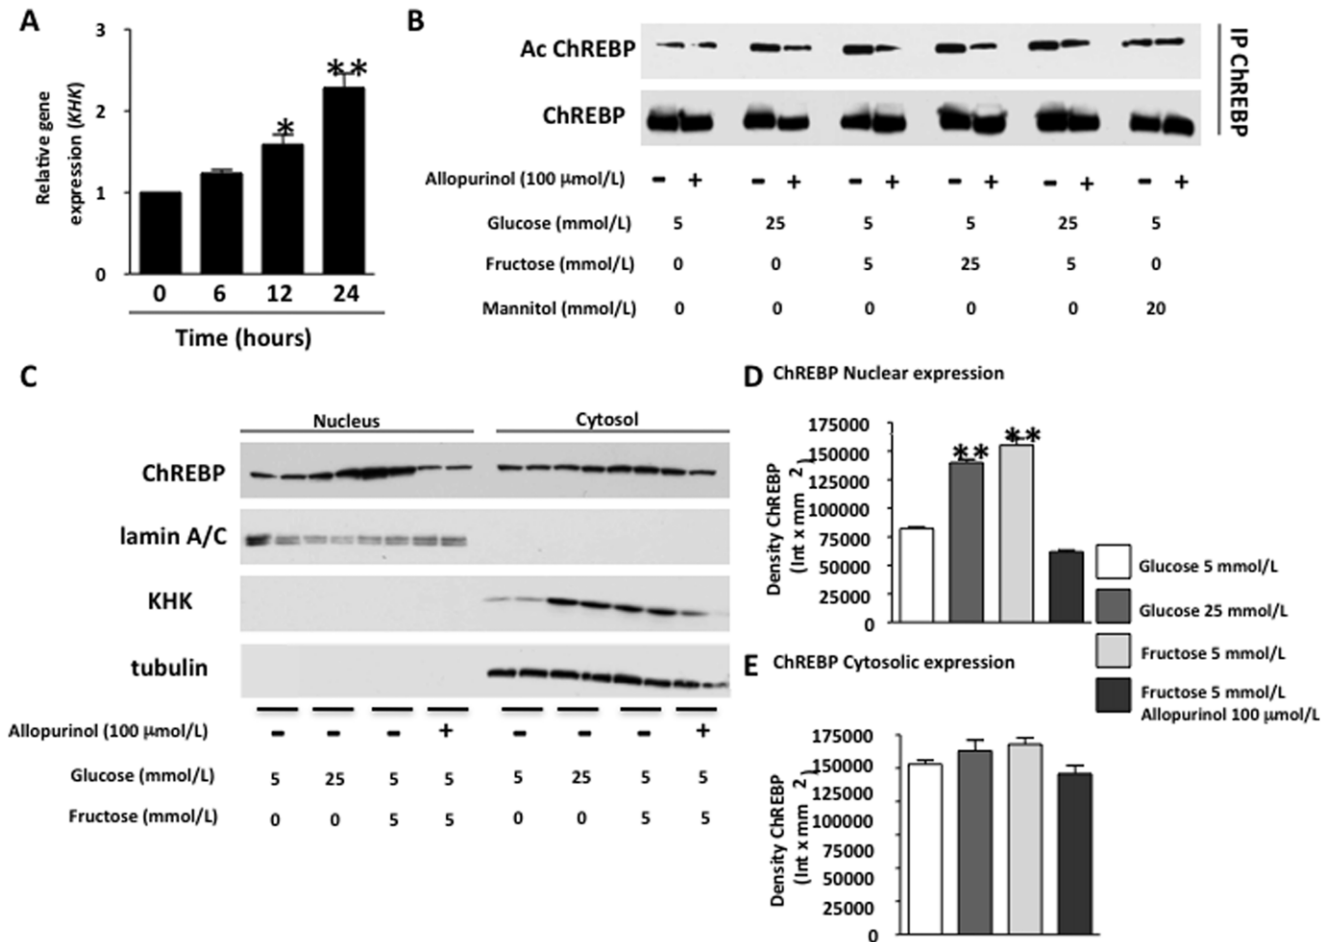 A
3
2
1
0
Relative gene
expression (KHK)
*
**
0 6 12 24
Time (hours)
B
Ac ChREBP
ChREBP
IP ChREBP
Allopurinol (100 µmol/L) - + - + - + - + - + - +
Glucose (mmol/L) 5 25 5 5 25 5
Fructose (mmol/L) 0 0 5 25 5 0
Mannitol (mmol/L) 0 0 0 0 0 20
C
Nucleus Cytosol
ChREBP
lamin A/C
KHK
tubulin
Allopurinol (100 µmol/L) - - - + - - - +
Glucose (mmol/L) 5 25 5 5 5 25 5 5
Fructose (mmol/L) 0 0 5 5 0 0 5 5
D ChREBP Nuclear expression
175000
150000
125000
100000
75000
50000
25000
0
Density ChREBP
(Int x mm 2)
**
**
Glucose 5 mmol/L
Glucose 25 mmol/L
Fructose 5 mmol/L
Fructose 5 mmol/L
Allopurinol 100 µmol/L
E ChREBP Cytosolic expression
175000
150000
125000
100000
75000
50000
25000
0
Density ChREBP
(Int x mm 2)